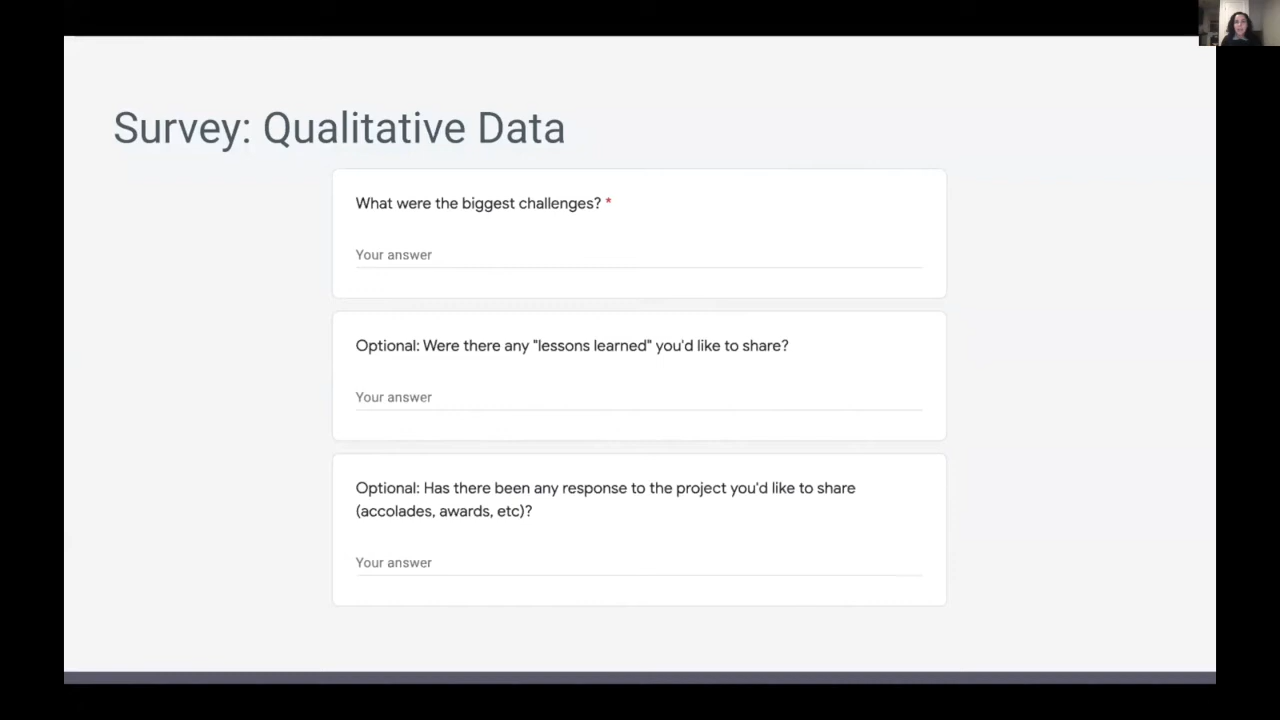 Survey: Qualitative Data
What were the biggest challenges? *
Your answer
Optional: Were there any "lessons learned" you'd like to share?
Your answer
Optional: Has there been any response to the project you'd like to share
(accolades, awards, etc)?
Your answer